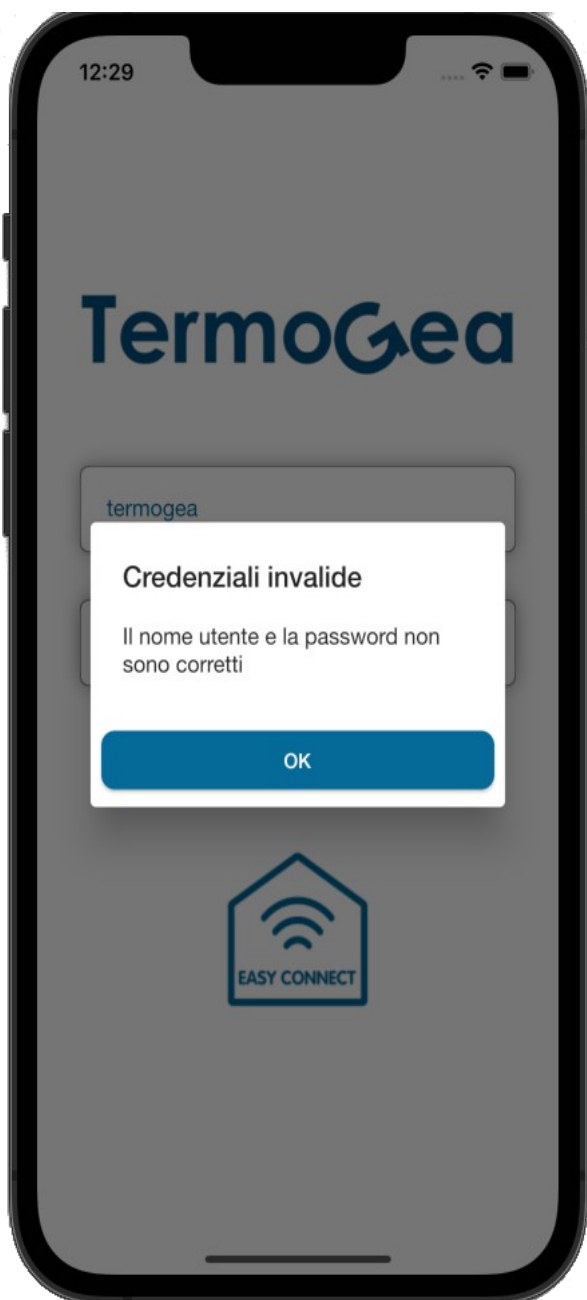 12:29
TermoGea
termogea
Credenziali invalide
Il nome utente e la password non
sono corretti
OK
EASY CONNECT